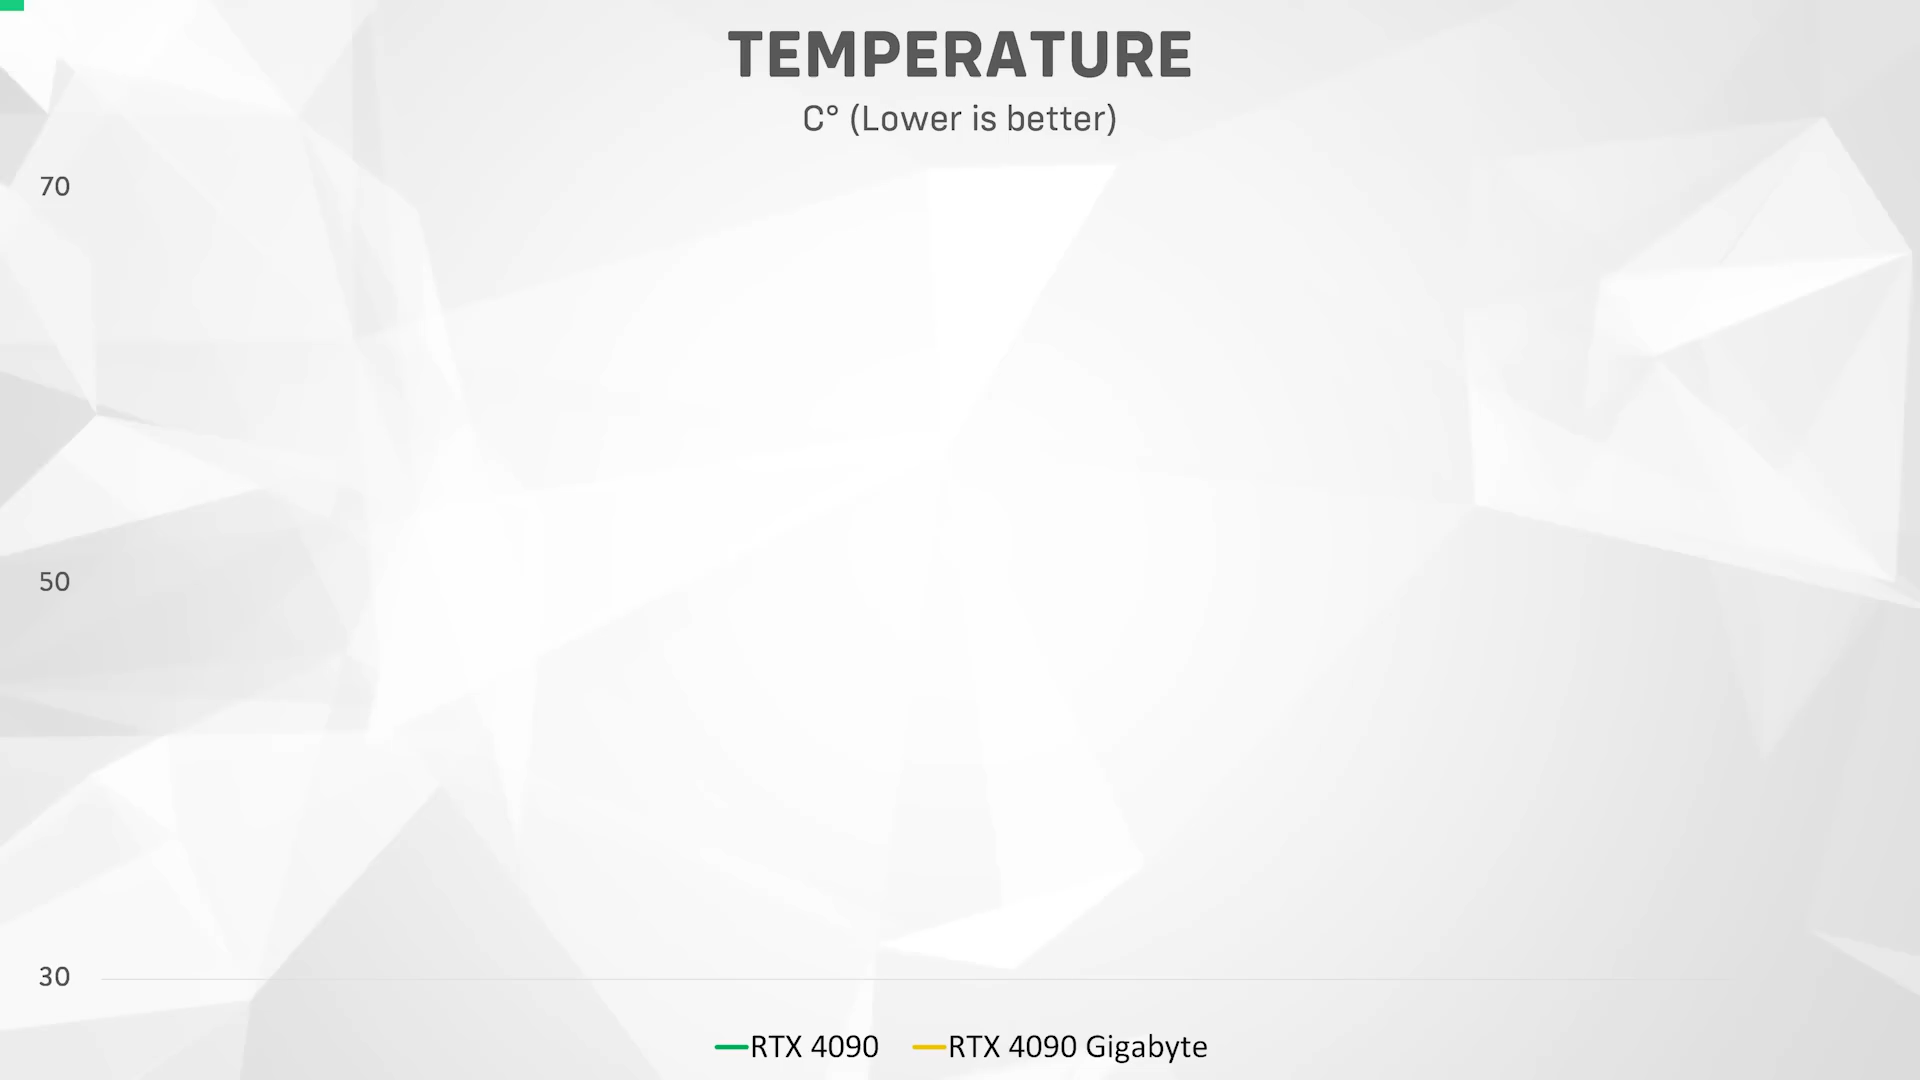 TEMPERATURE
C° (Lower is better)
70
50
30
RTX 4090 RTX 4090 Gigabyte